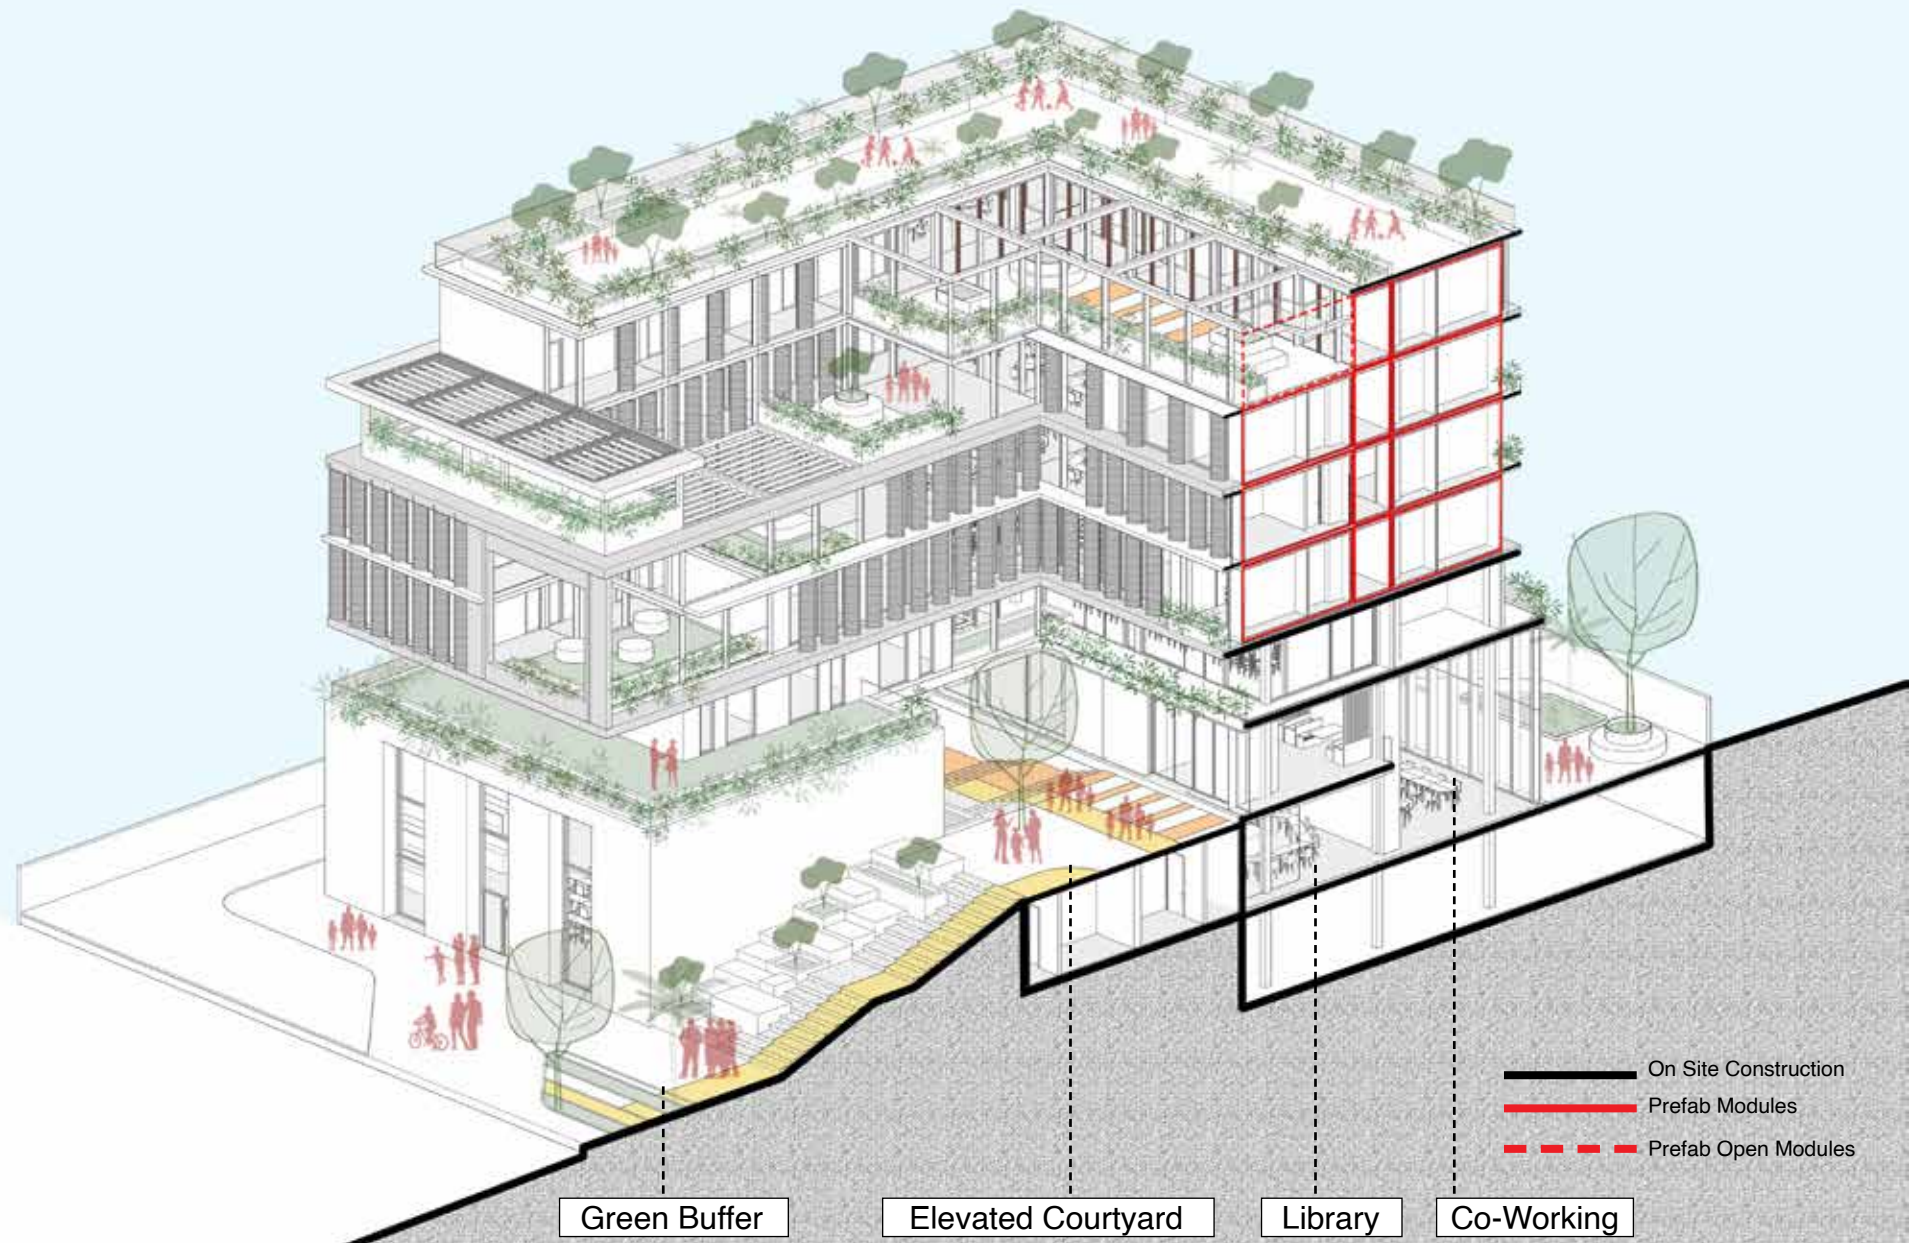 On Site Construction
Prefab Modules
Prefab Open Modules
Green Buffer
Elevated Courtyard
Library
Co-Working